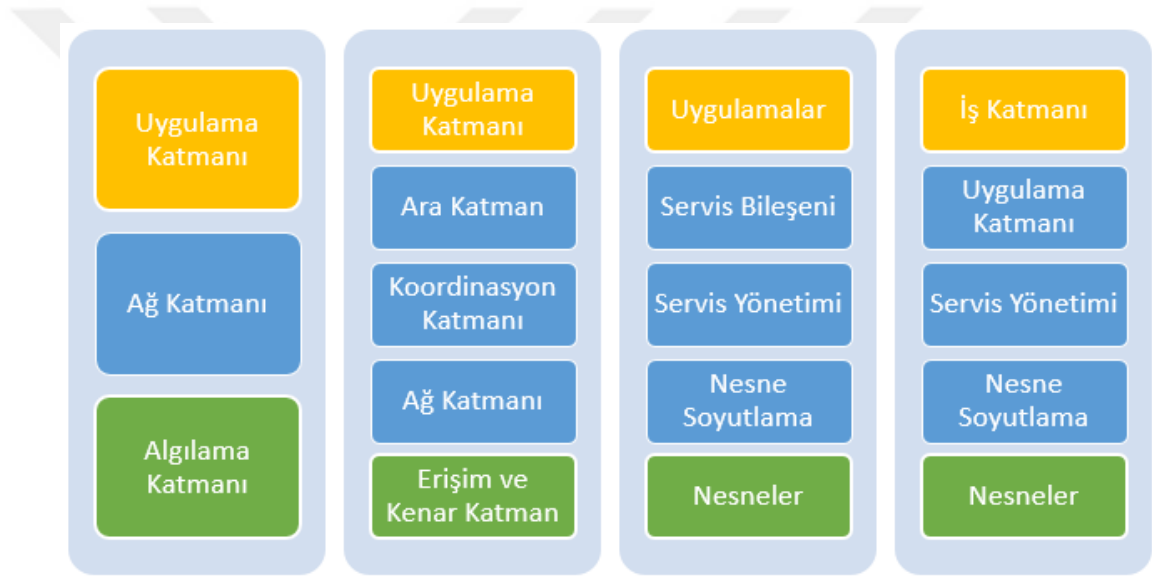 Uygulama
Katmanı
Ağ Katmanı
Algılama
Katmanı
Uygulama
Katmanı
Ara Katman
Koordinasyon
Katmanı
Ağ Katmanı
Erişim ve
Kenar Katman
Uygulamalar
Servis Bileşeni
Servis Yönetimi
Nesne
Soyutlama
Nesneler
İş Katmanı
Uygulama
Katmanı
Servis Yönetimi
Nesne
Soyutlama
Nesneler